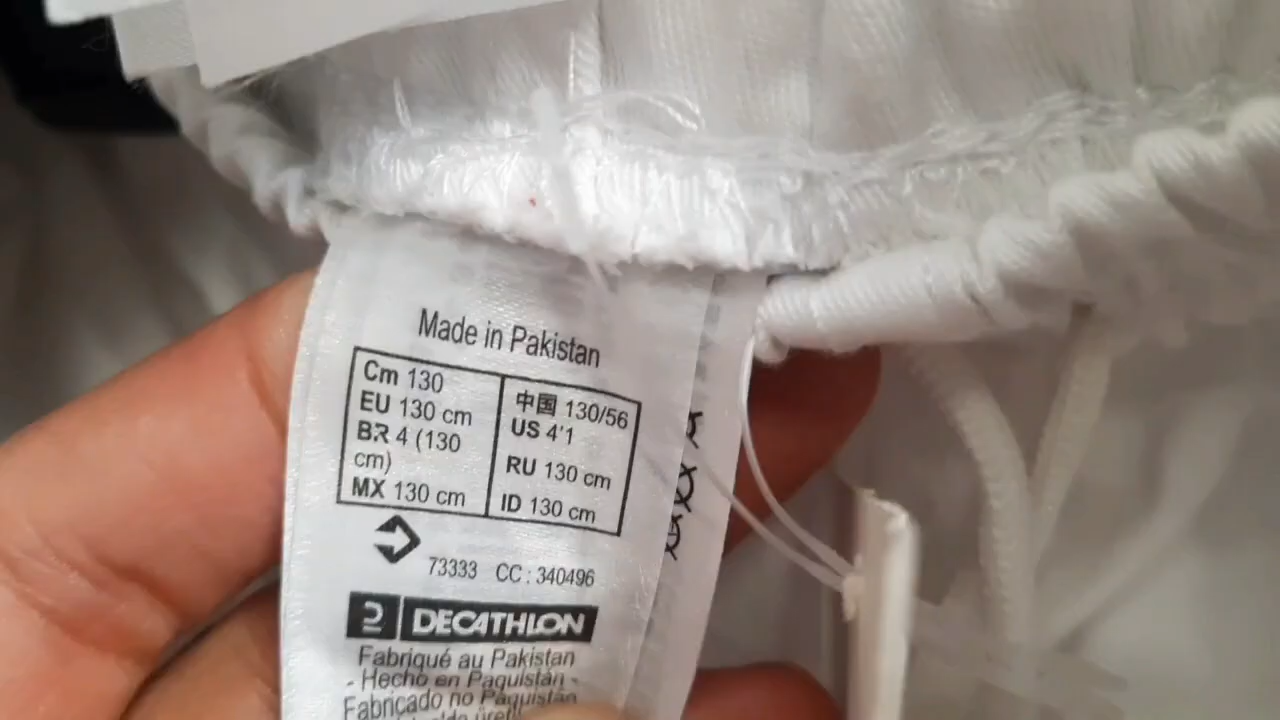 Made in Pakistan
Cm 130
EU 130 cm
BR 4 (130
cm)
MX 130 cm
中国 130/56
US 4'1
RU 130 cm
ID 130 cm
73333 CC : 340496
DECATHLON
Fabriqué au Pakistan
- Hecho en Paquistán -
Fabricado no Paquistão